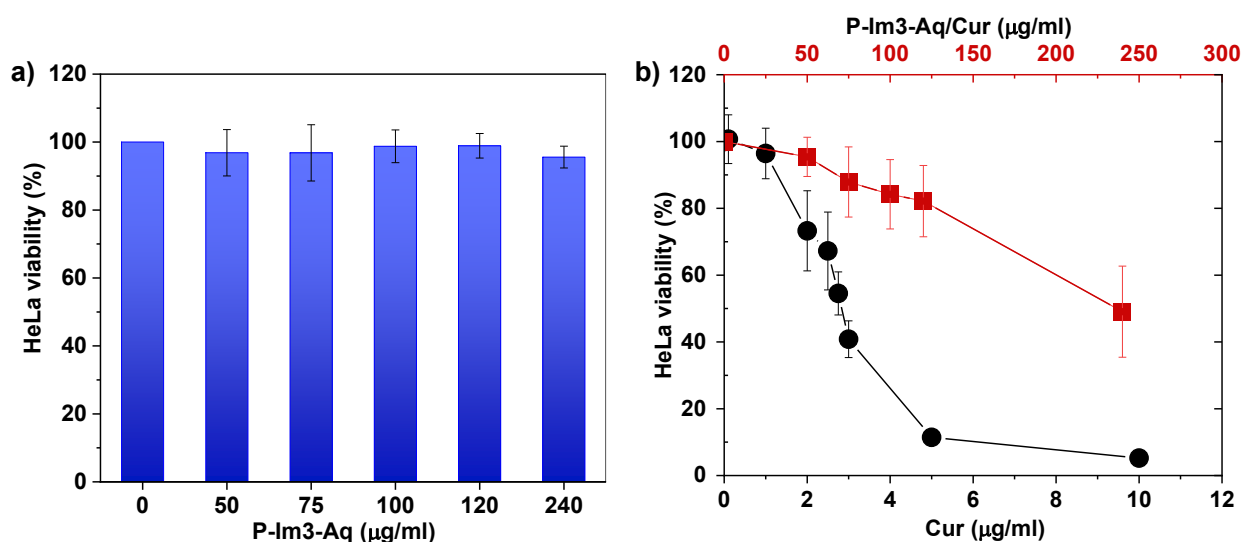 a)
120
100
80
60
40
20
0
HeLa viability (%)
0 50 75 100 120 240
P-Im3-Aq (μg/ml)
b)
P-Im3-Aq/Cur (μg/ml)
0 50 100 150 200 250 300
120
100
80
60
40
20
0
HeLa viability (%)
0 2 4 6 8 10 12
Cur (μg/ml)